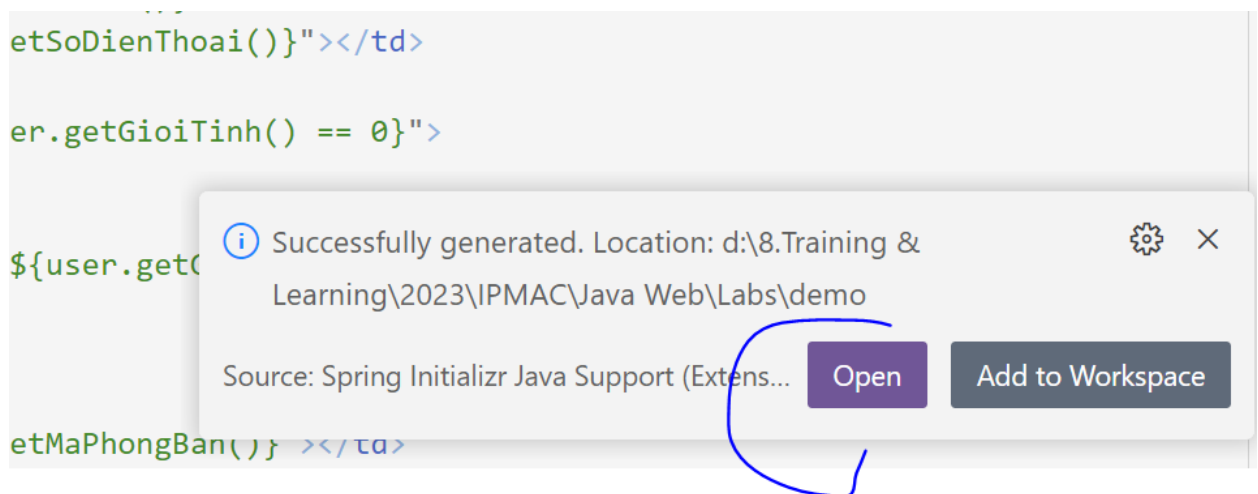 etSoDienThoai()}"></td>
er.getGioiTinh() == 0}">
Successfully generated. Location: d:\8.Training &
${user.get
Learning\2023\IPMAC\Java Web\Labs\demo
Source: Spring Initializr Java Support (Extens... Open Add to Workspace
etMaPhongBan()} ></td>